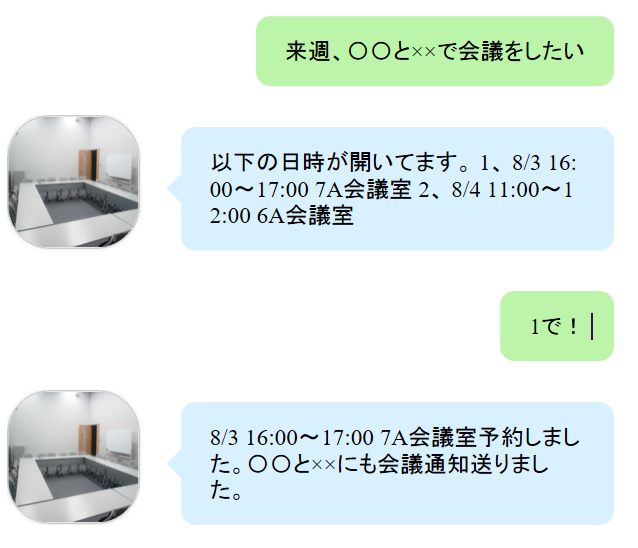 来週、〇〇と××で会議をしたい
以下の日時が開いてます。1、8/3 16:
00～17:00 7A会議室 2、8/4 11:00～1
2:00 6A会議室
1で！
8/3 16:00～17:00 7A会議室予約しまし
た。〇〇と××にも会議通知送りまし
た。